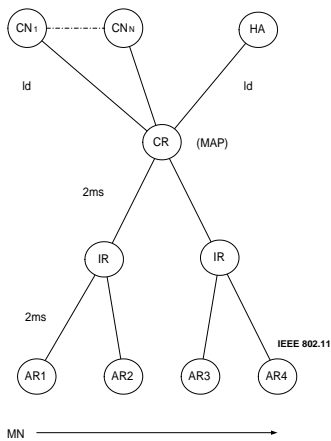 CN1
CNN
HA
ld
ld
CR
(MAP)
2ms
IR
IR
2ms
IEEE 802.11
AR1
AR2
AR3
AR4
MN